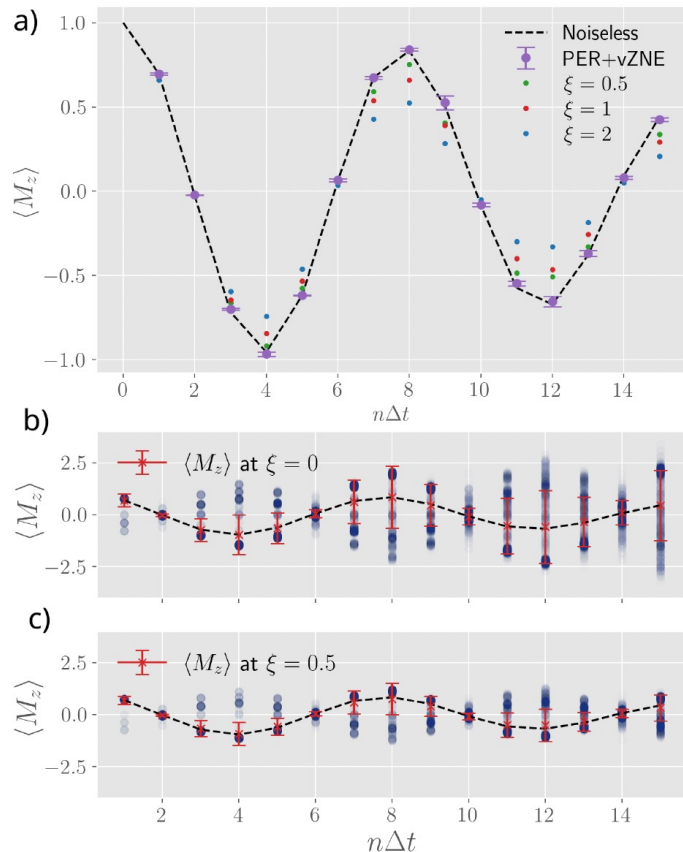 a)
1.0
0.5
0.0
−0.5
−1.0
⟨M_z⟩
Noiseless
PER+vZNE
ξ = 0.5
ξ = 1
ξ = 2
0 2 4 6 8 10 12 14
nΔt
b)
2.5
0.0
−2.5
⟨M_z⟩
⟨M_z⟩ at ξ = 0
c)
2.5
0.0
−2.5
⟨M_z⟩
⟨M_z⟩ at ξ = 0.5
2 4 6 8 10 12 14
nΔt